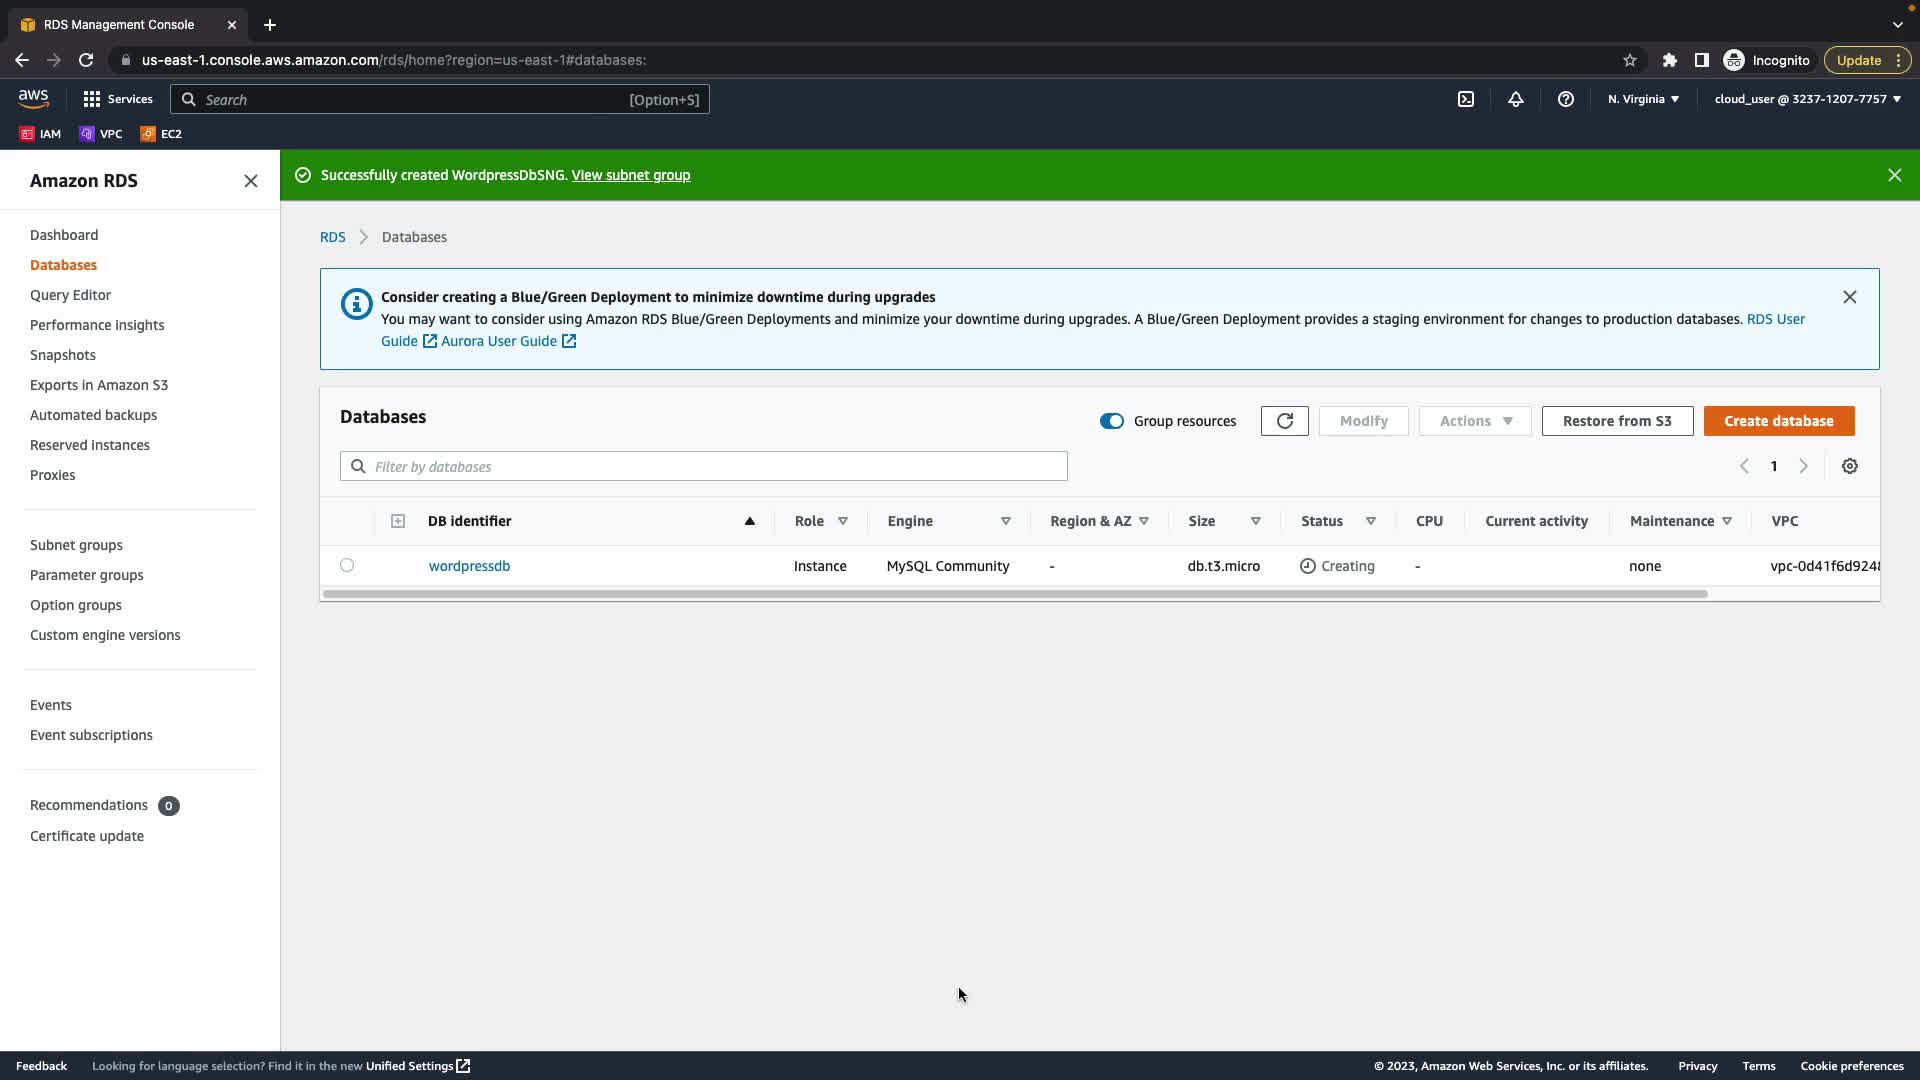 RDS Management Console
us-east-1.console.aws.amazon.com/rds/home?region=us-east-1#databases:
Incognito
Update
aws
Services
Search
[Option+S]
N. Virginia
cloud_user @ 3237-1207-7757
IAM
VPC
EC2
Amazon RDS
Successfully created WordpressDbSNG. View subnet group
Dashboard
Databases
Query Editor
Performance insights
Snapshots
Exports in Amazon S3
Automated backups
Reserved instances
Proxies
Subnet groups
Parameter groups
Option groups
Custom engine versions
Events
Event subscriptions
Recommendations 0
Certificate update
RDS > Databases
Consider creating a Blue/Green Deployment to minimize downtime during upgrades
You may want to consider using Amazon RDS Blue/Green Deployments and minimize your downtime during upgrades. A Blue/Green Deployment provides a staging environment for changes to production databases. RDS User
Guide Aurora User Guide
Databases
Group resources
Modify
Actions
Restore from S3
Create database
Filter by databases
1
DB identifier Role Engine Region & AZ Size Status CPU Current activity Maintenance VPC
wordpressdb Instance MySQL Community - db.t3.micro Creating - none vpc-0d41f6d924
Feedback
Looking for language selection? Find it in the new Unified Settings
© 2023, Amazon Web Services, Inc. or its affiliates.
Privacy
Terms
Cookie preferences